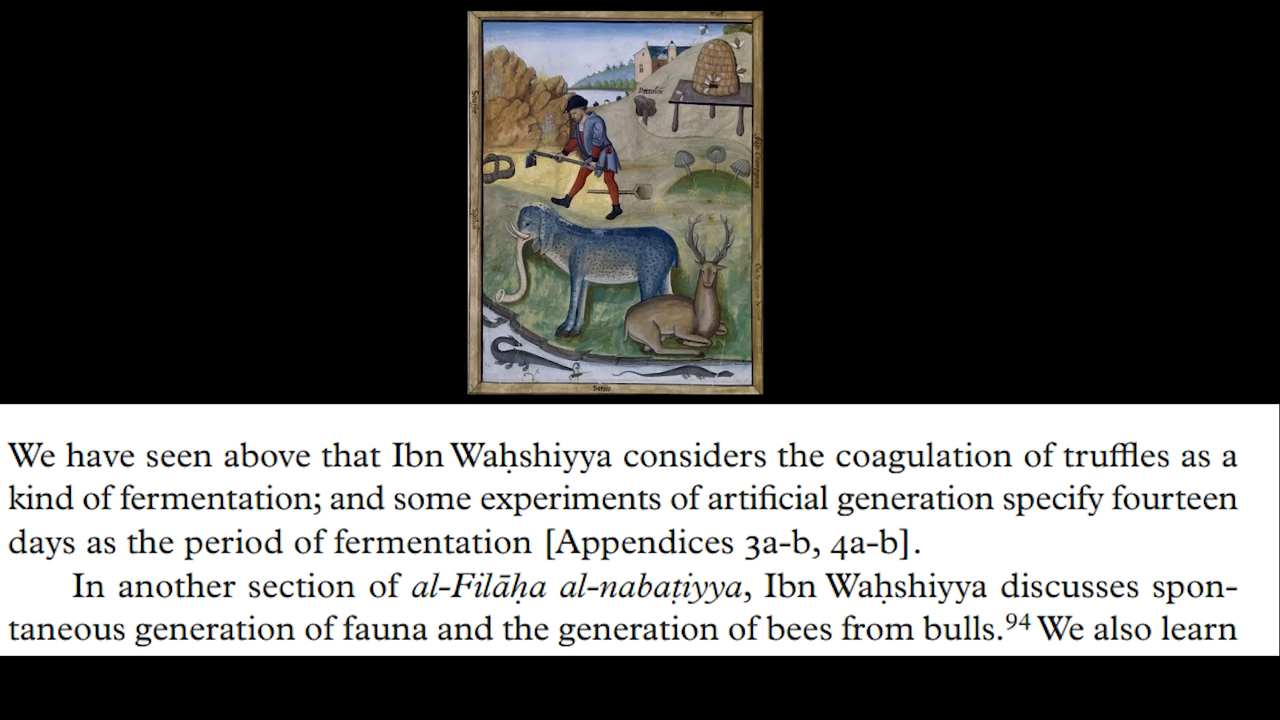 We have seen above that Ibn Waḥshiyya considers the coagulation of truffles as a
kind of fermentation; and some experiments of artificial generation specify fourteen
days as the period of fermentation [Appendices 3a-b, 4a-b].
In another section of al-Filāḥa al-nabaṭiyya, Ibn Waḥshiyya discusses spon-
taneous generation of fauna and the generation of bees from bulls.94 We also learn